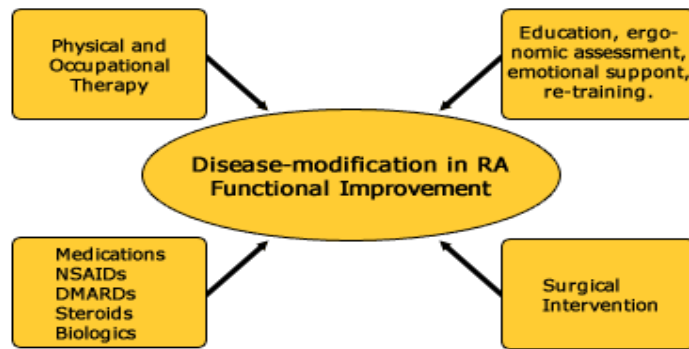 Physical and
Occupational
Therapy
Education, ergo-
nomic assessment,
emotional support,
re-training.
Disease-modification in RA
Functional Improvement
Medications
NSAIDs
DMARDs
Steroids
Biologics
Surgical
Intervention